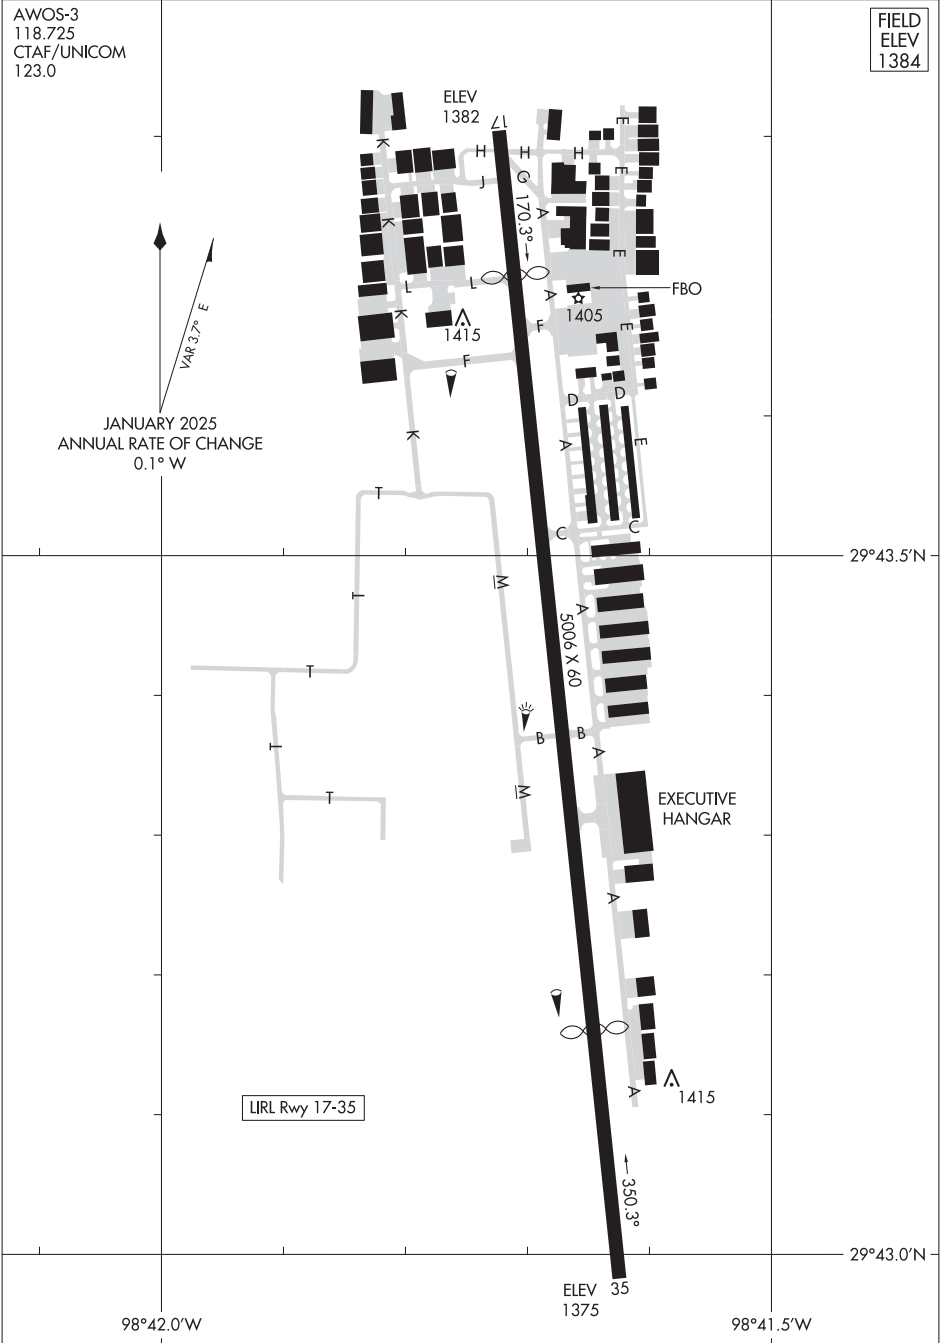 AWOS-3
118.725
CTAF/UNICOM
123.0
FIELD
ELEV
1384
ELEV
1382
17
E
K
H
H
H
J
G
E
170.3°
A
K
E
L
L
A
FBO
1405
K
1415
F
E
F
VAR 3.7° E
D
D
JANUARY 2025
ANNUAL RATE OF CHANGE
0.1° W
K
A
E
T
C
C
29°43.5'N
M
T
A
5006 X 60
T
B
B
T
A
M
T
EXECUTIVE
HANGAR
A
1415
A
LIRL Rwy 17-35
350.3°
29°43.0'N
ELEV
1375
35
98°42.0'W
98°41.5'W